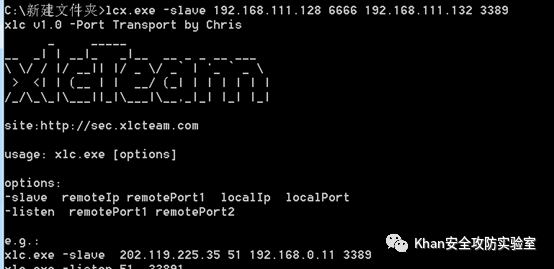 C:\新建文件夹>lcx.exe -slave 192.168.111.128 6666 192.168.111.132 3389
xlc v1.0 -Port Transport by Chris
xlcTeam
site:http://sec.xlcteam.com
usage: xlc.exe [options]
options:
-slave remoteIp remotePort1 localIp localPort
-listen remotePort1 remotePort2
e.g.:
xlc.exe -slave 202.119.225.35 51 192.168.0.11 3389
xlc.exe -listen 51 33891
Khan安全攻防实验室